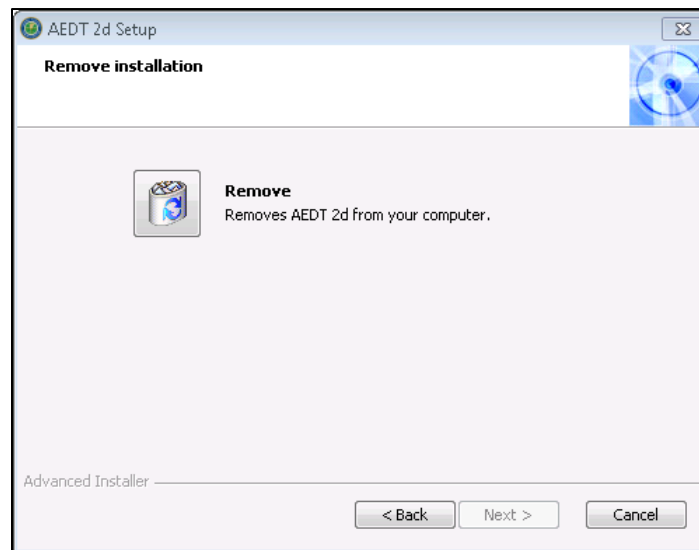 AEDT 2d Setup
Remove installation
Remove
Removes AEDT 2d from your computer.
Advanced Installer
< Back
Next >
Cancel